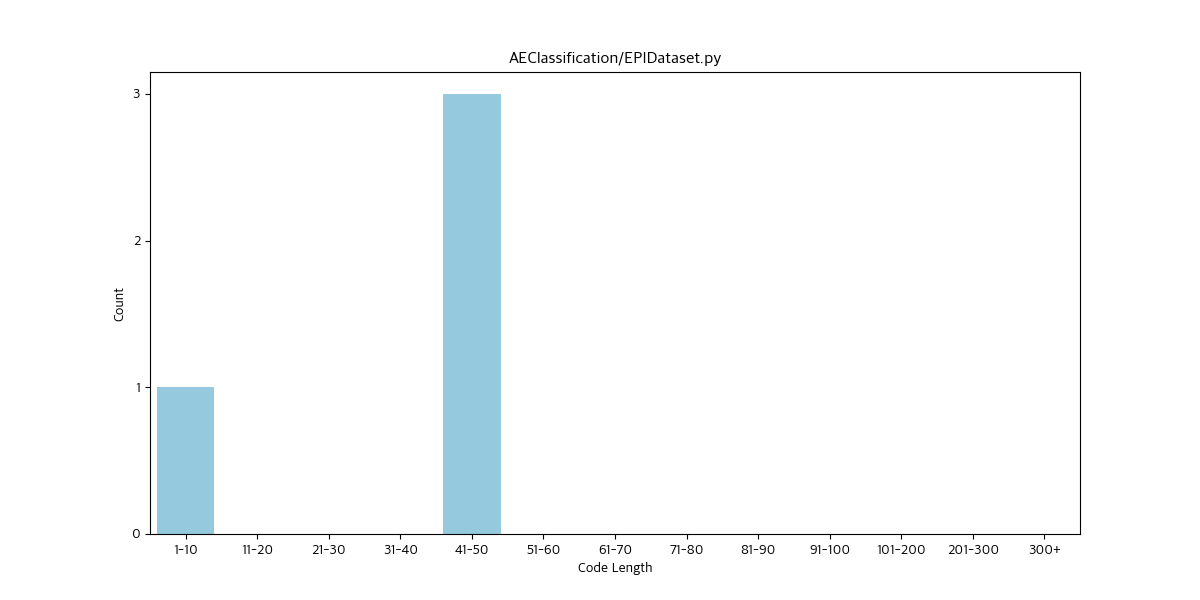 AEClassification/EPIDataset.py
3
2
1
0
Count
1-10 11-20 21-30 31-40 41-50 51-60 61-70 71-80 81-90 91-100 101-200 201-300 300+
Code Length